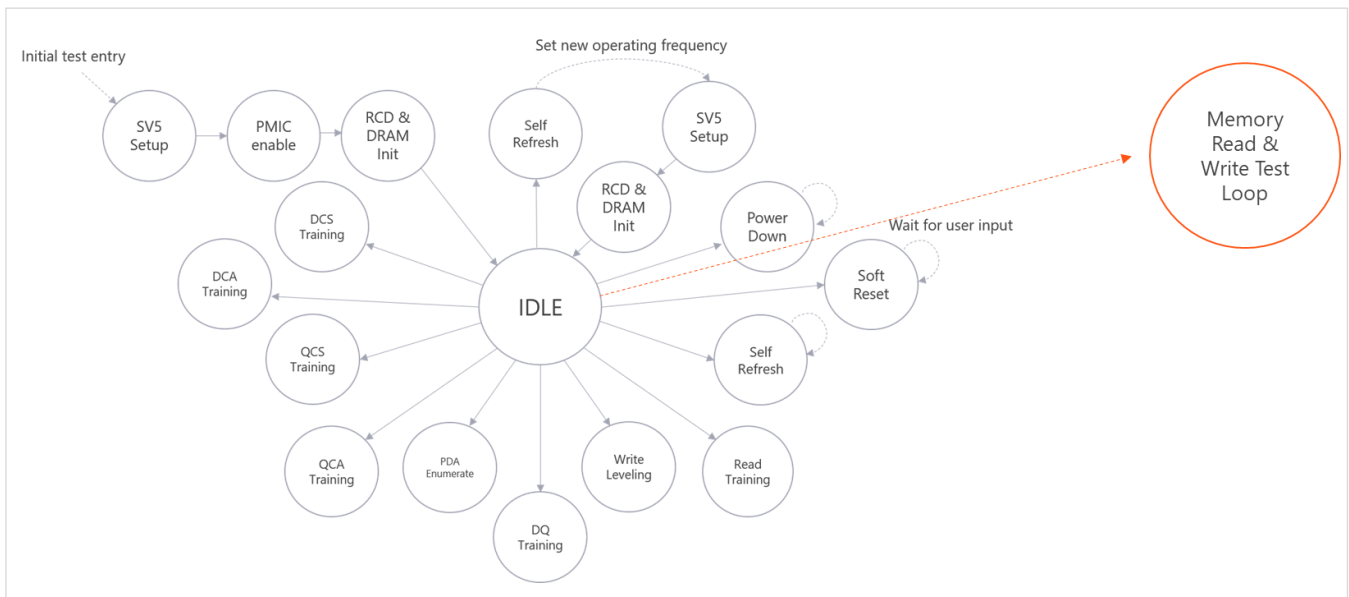 Initial test entry
Set new operating frequency
SV5
Setup
PMIC
enable
RCD &
DRAM
Init
Self
Refresh
SV5
Setup
RCD &
DRAM
Init
Memory
Read &
Write Test
Loop
DCS
Training
Power
Down
Wait for user input
DCA
Training
Soft
Reset
IDLE
QCS
Training
Self
Refresh
QCA
Training
PDA
Enumerate
Write
Leveling
Read
Training
DQ
Training